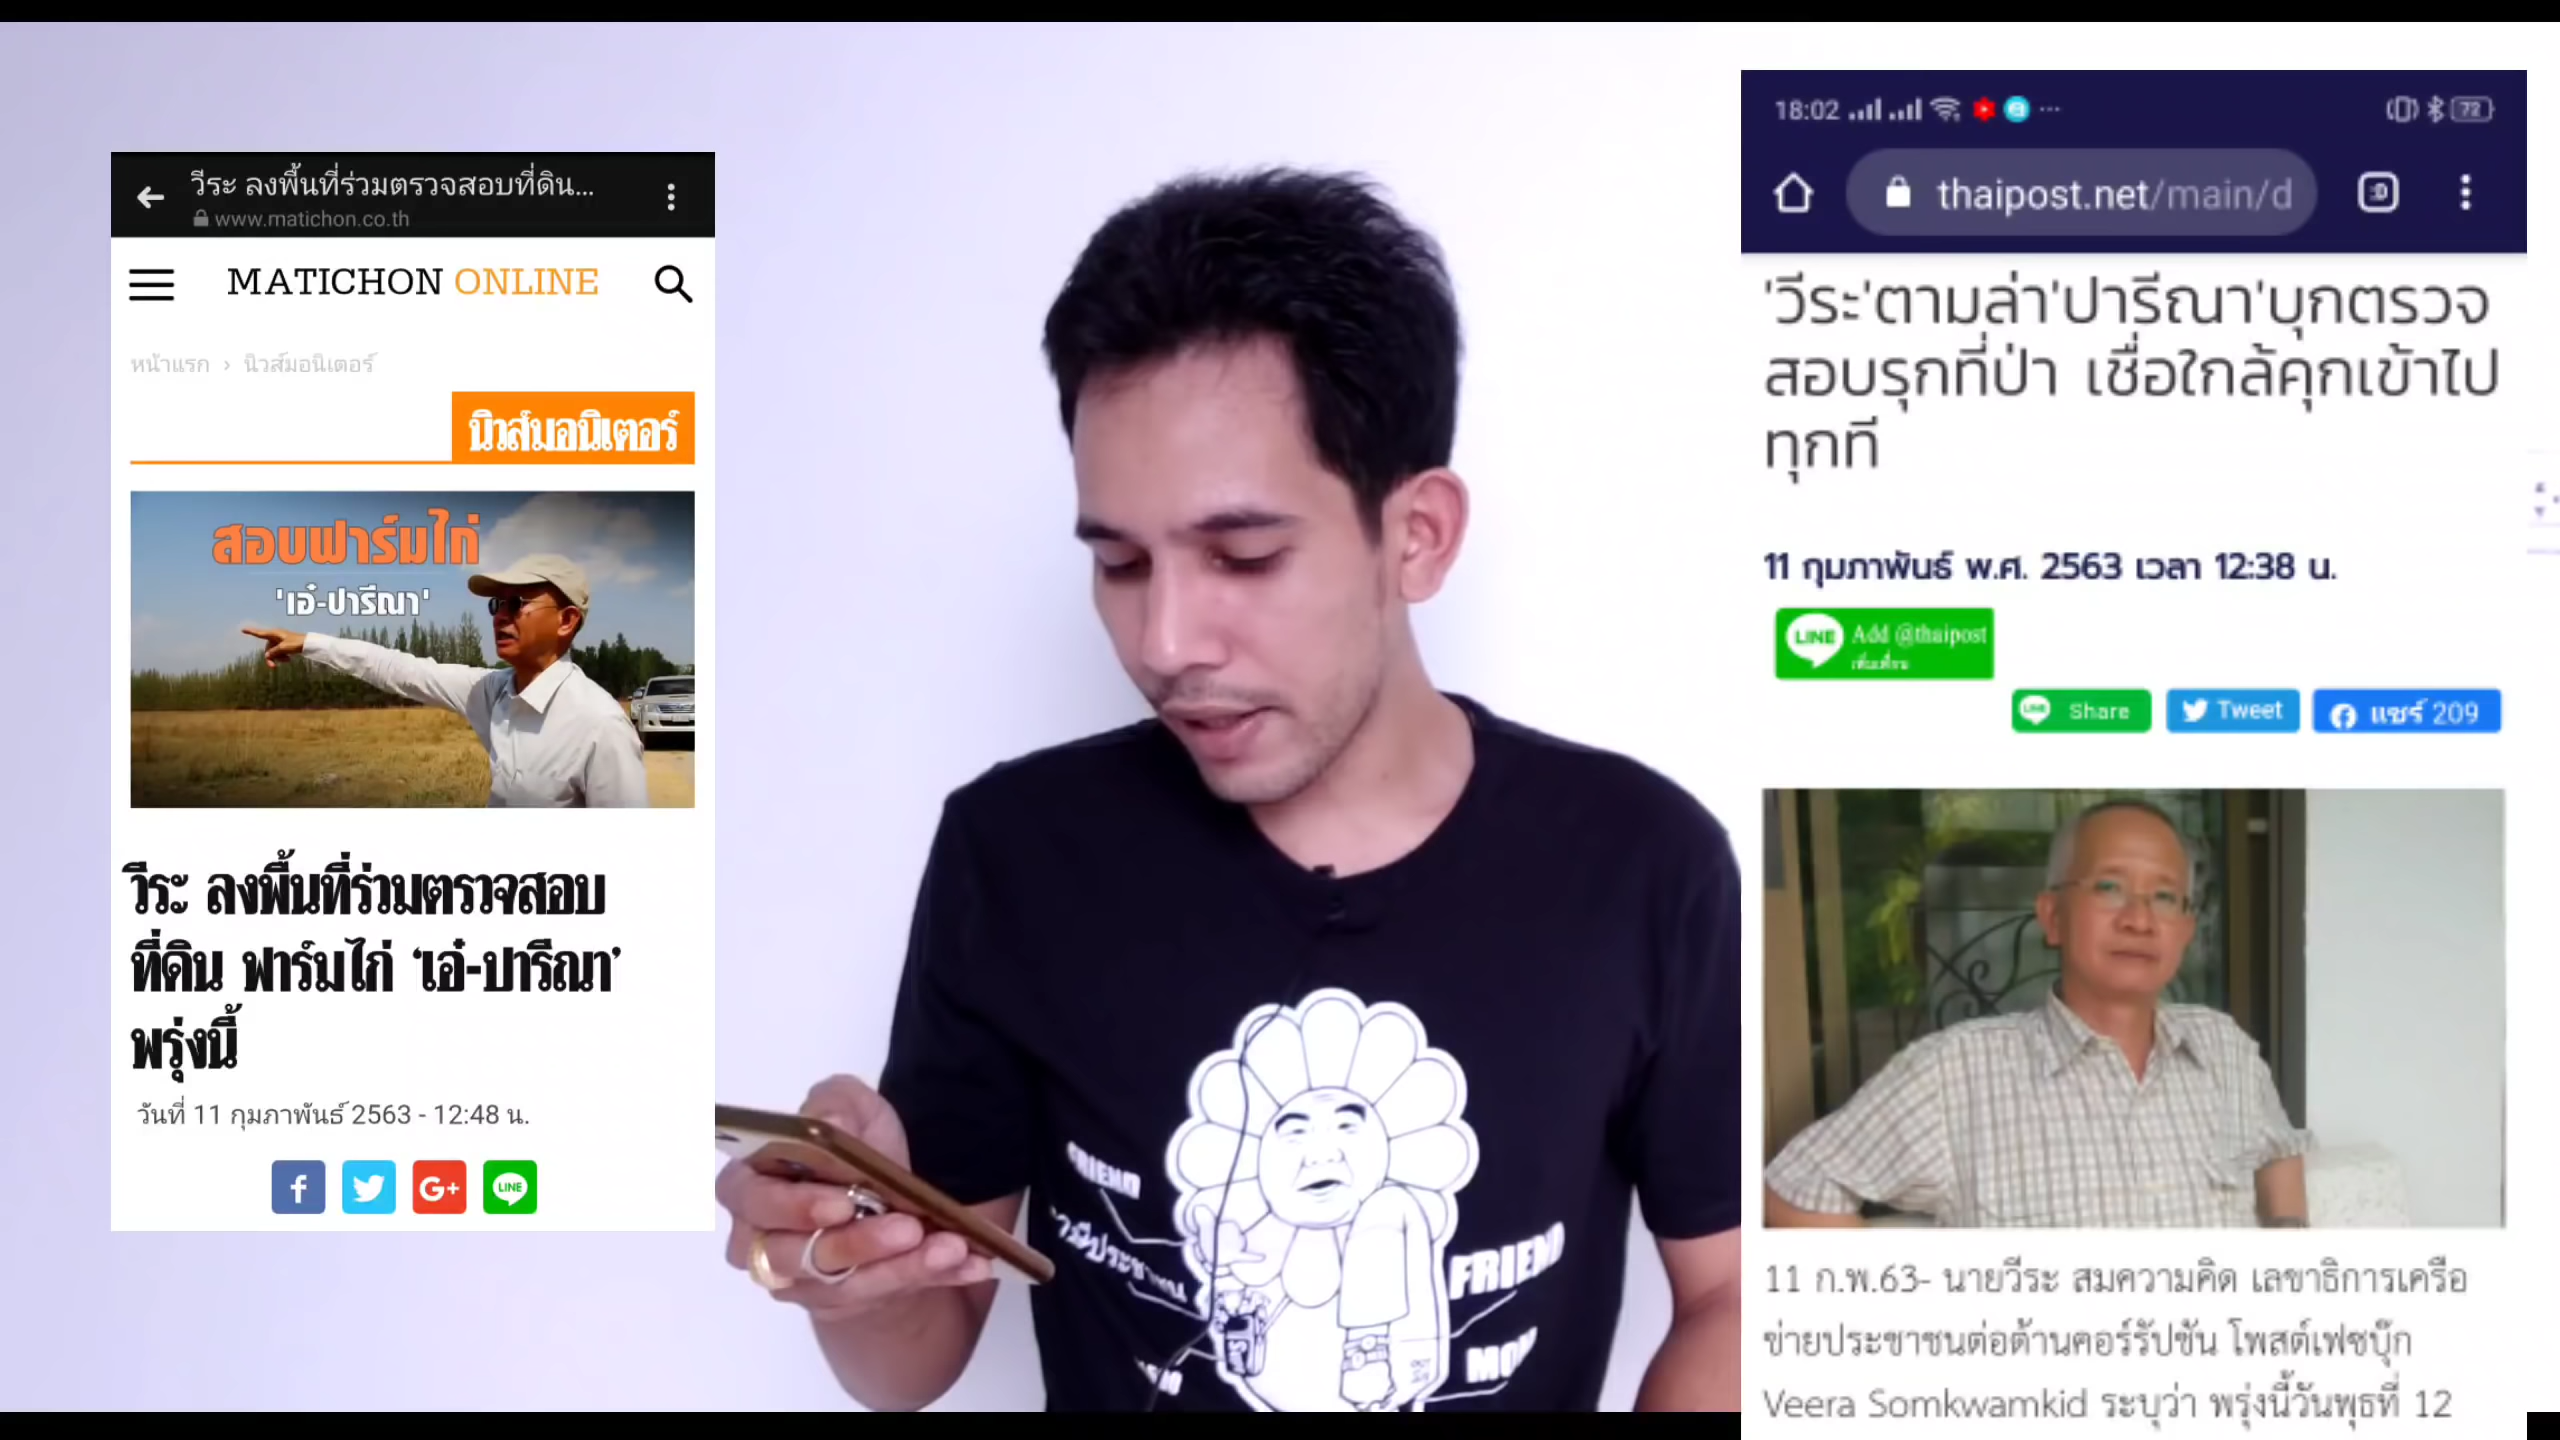 วีระ ลงพื้นที่ร่วมตรวจสอบที่ดิน...
www.matichon.co.th
MATICHON ONLINE
หน้าแรก › นิวส์มอนิเตอร์
นิวส์มอนิเตอร์
สอบฟาร์มไก่
'เอ๋-ปารีณา'
วีระ ลงพื้นที่ร่วมตรวจสอบ
ที่ดิน ฟาร์มไก่ ‘เอ๋-ปารีณา’
พรุ่งนี้
วันที่ 11 กุมภาพันธ์ 2563 - 12:48 น.
f
G+
LINE
FRIEND
FRIEND
18:02
72
thaipost.net/main/d
'วีระ'ตามล่า'ปารีณา'บุกตรวจ
สอบรุกที่ป่า เชื่อใกล้คุกเข้าไป
ทุกที
11 กุมภาพันธ์ พ.ศ. 2563 เวลา 12:38 น.
LINE Add @thaipost
เพิ่มเพื่อน
Share Tweet แชร์ 209
11 ก.พ.63- นายวีระ สมความคิด เลขาธิการเครือ
ข่ายประชาชนต่อต้านคอร์รัปชัน โพสต์เฟซบุ๊ก
Veera Somkwamkid ระบุว่า พรุ่งนี้วันพุธที่ 12